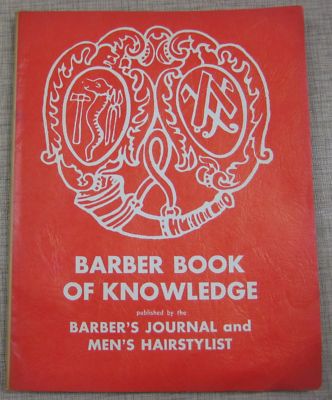 BARBER BOOK
OF KNOWLEDGE
published by the
BARBER'S JOURNAL and
MEN'S HAIRSTYLIST